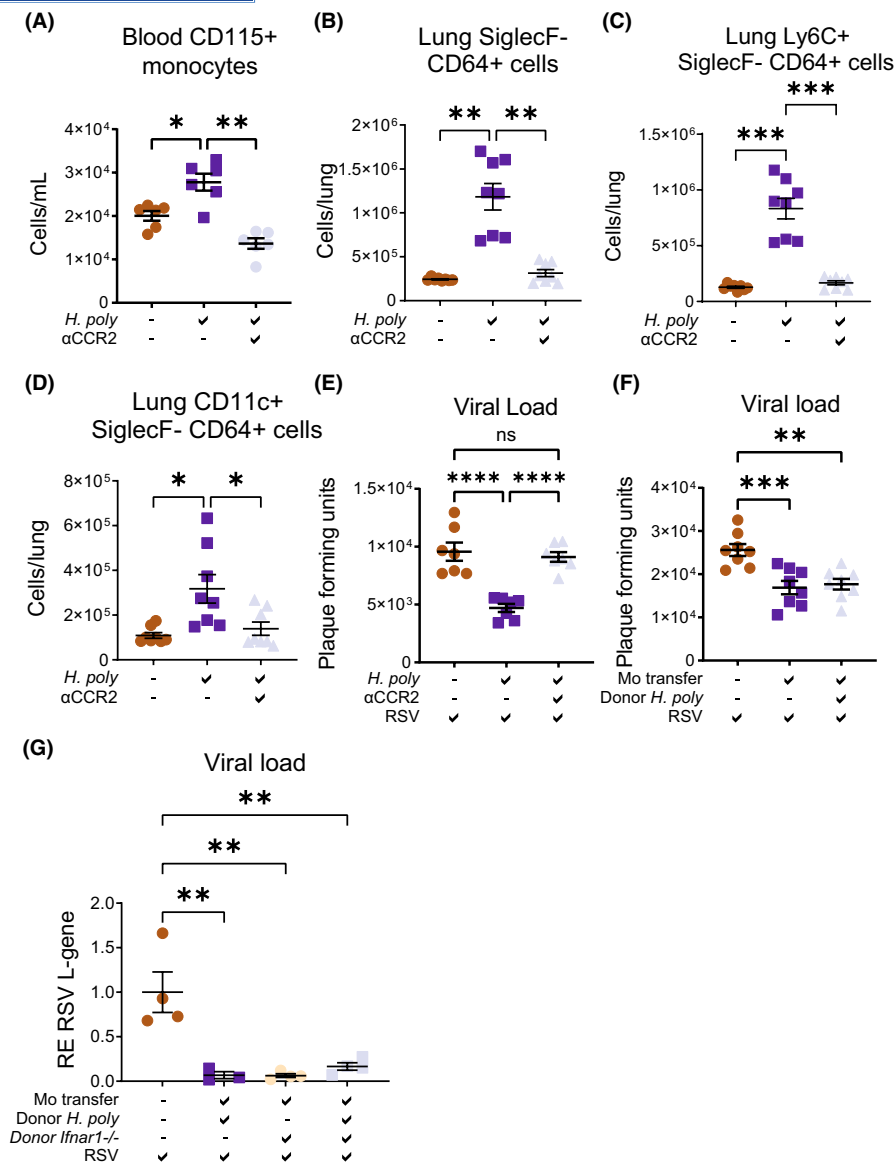 (A)
Blood CD115+
monocytes
* **
4×10⁴
3×10⁴
2×10⁴
1×10⁴
0
Cells/mL
H. poly - ✔ ✔
αCCR2 - - ✔
(B)
Lung SiglecF-
CD64+ cells
** **
2×10⁶
1.5×10⁶
1×10⁶
5×10⁵
0
Cells/lung
H. poly - ✔ ✔
αCCR2 - - ✔
(C)
Lung Ly6C+
SiglecF- CD64+ cells
***
***
1.5×10⁶
1×10⁶
5×10⁵
0
Cells/lung
H. poly - ✔ ✔
αCCR2 - - ✔
(D)
Lung CD11c+
SiglecF- CD64+ cells
* *
8×10⁵
6×10⁵
4×10⁵
2×10⁵
0
Cells/lung
H. poly - ✔ ✔
αCCR2 - - ✔
(E)
Viral Load
ns
**** ****
1.5×10⁴
1×10⁴
5×10³
0
Plaque forming units
H. poly - ✔ ✔
αCCR2 - - ✔
RSV ✔ ✔ ✔
(F)
Viral load
**
***
4×10⁴
3×10⁴
2×10⁴
1×10⁴
0
Plaque forming units
Mo transfer - ✔ ✔
Donor H. poly - - ✔
RSV ✔ ✔ ✔
(G)
Viral load
**
**
**
2.0
1.5
1.0
0.5
0.0
RE RSV L-gene
Mo transfer - ✔ ✔ ✔
Donor H. poly - ✔ - ✔
Donor Ifnar1-/- - - ✔ ✔
RSV ✔ ✔ ✔ ✔